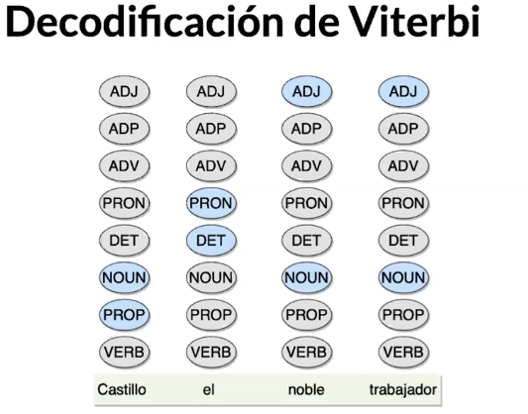 Decodificación de Viterbi
ADJ ADJ ADJ ADJ
ADP ADP ADP ADP
ADV ADV ADV ADV
PRON PRON PRON PRON
DET DET DET DET
NOUN NOUN NOUN NOUN
PROP PROP PROP PROP
VERB VERB VERB VERB
Castillo el noble trabajador